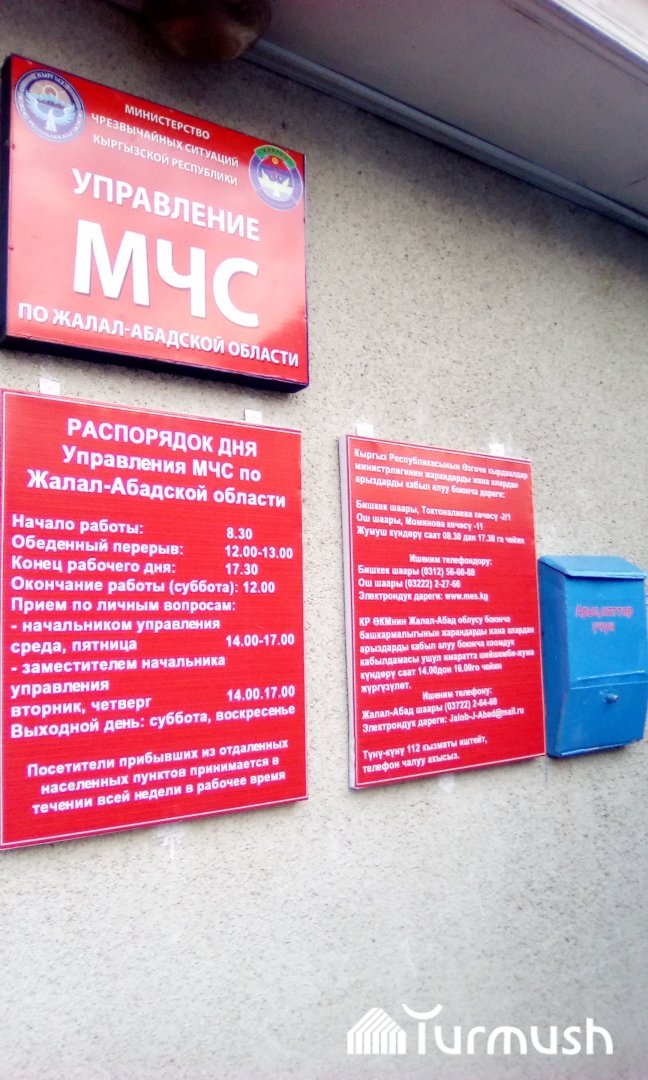 МИНИСТЕРСТВО
ЧРЕЗВЫЧАЙНЫХ СИТУАЦИЙ
КЫРГЫЗСКОЙ РЕСПУБЛИКИ
УПРАВЛЕНИЕ
МЧС
ПО ЖАЛАЛ-АБАДСКОЙ ОБЛАСТИ
РАСПОРЯДОК ДНЯ
Управления МЧС по
Жалал-Абадской области
Начало работы: 8.30
Обеденный перерыв: 12.00-13.00
Конец рабочего дня: 17.30
Окончание работы (суббота): 12.00
Прием по личным вопросам:
- начальником управления
среда, пятница 14.00-17.00
- заместителем начальника
управления
вторник, четверг 14.00.17.00
Выходной день: суббота, воскресенье
Посетители прибывших из отдаленных
населенных пунктов принимается в
течении всей недели в рабочее время
Кыргыз Республикасынын Өзгөчө кырдаалдар
министрлигинин жарандарды жана алардан
арыздарды кабыл алуу боюнча дареги:
Бишкек шаары, Токтоналиева көчөсү -2/1
Ош шаары, Моминова көчөсү -11
Жумуш күндөрү саат 08.30 дан 17.30 га чейин
Ишеним телефондору:
Бишкек шаары (0312) 56-60-88
Ош шаары (03222) 2-27-66
Электрондук дареги: www.mes.kg
КР ӨКМнин Жалал-Абад облусу боюнча
башкармалыгынын жарандарды жана алардан
арыздарды кабыл алуу боюнча коомдук
кабылдамасы ушул имаратта шейшемби-жума
күндөрү саат 14.00дон 16.00го чейин
жүргүзүлөт.
Ишеним телефону:
Жалал-Абад шаары (03722) 2-64-60
Электрондук дареги: Jalob-J-Abad@mail.ru
Түнү-күнү 112 кызматы иштейт,
телефон чалуу акысыз.
Арыз,каттар
үчүн
Turmush